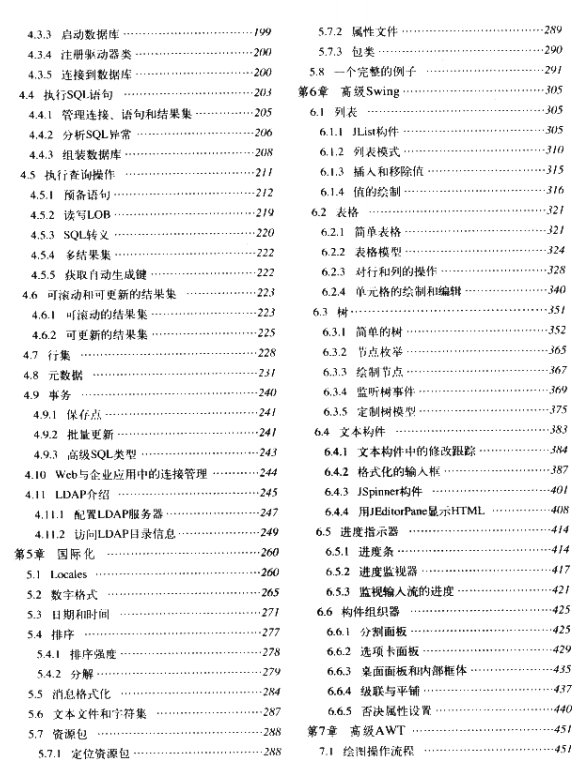 4.3.3 启动数据库 199
4.3.4 注册驱动器类 200
4.3.5 连接到数据库 200
4.4 执行SQL语句 203
4.4.1 管理连接、语句和结果集 205
4.4.2 分析SQL异常 206
4.4.3 组装数据库 208
4.5 执行查询操作 211
4.5.1 预备语句 212
4.5.2 读写LOB 219
4.5.3 SQL转义 220
4.5.4 多结果集 222
4.5.5 获取自动生成键 222
4.6 可滚动和可更新的结果集 223
4.6.1 可滚动的结果集 223
4.6.2 可更新的结果集 225
4.7 行集 228
4.8 元数据 231
4.9 事务 240
4.9.1 保存点 241
4.9.2 批量更新 241
4.9.3 高级SQL类型 243
4.10 Web与企业应用中的连接管理 244
4.11 LDAP介绍 245
4.11.1 配置LDAP服务器 247
4.11.2 访问LDAP目录信息 249
第5章 国际化 260
5.1 Locales 260
5.2 数字格式 265
5.3 日期和时间 271
5.4 排序 277
5.4.1 排序强度 278
5.4.2 分解 279
5.5 消息格式化 284
5.6 文本文件和字符集 287
5.7 资源包 288
5.7.1 定位资源包 288
5.7.2 属性文件 289
5.7.3 包类 290
5.8 一个完整的例子 291
第6章 高级Swing 305
6.1 列表 305
6.1.1 JList构件 305
6.1.2 列表模式 310
6.1.3 插入和移除值 315
6.1.4 值的绘制 316
6.2 表格 321
6.2.1 简单表格 321
6.2.2 表格模型 324
6.2.3 对行和列的操作 328
6.2.4 单元格的绘制和编辑 340
6.3 树 351
6.3.1 简单的树 352
6.3.2 节点枚举 365
6.3.3 绘制节点 367
6.3.4 监听树事件 369
6.3.5 定制树模型 375
6.4 文本构件 383
6.4.1 文本构件中的修改跟踪 384
6.4.2 格式化的输入框 387
6.4.3 JSpinner构件 401
6.4.4 用JEditorPane显示HTML 408
6.5 进度指示器 414
6.5.1 进度条 414
6.5.2 进度监视器 417
6.5.3 监视输入流的进度 421
6.6 构件组织器 425
6.6.1 分割面板 425
6.6.2 选项卡面板 429
6.6.3 桌面面板和内部框体 435
6.6.4 级联与平铺 437
6.6.5 否决属性设置 440
第7章 高级AWT 451
7.1 绘图操作流程 451